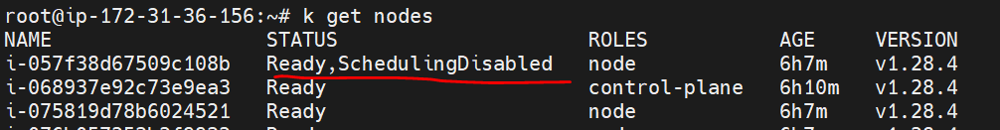 root@ip-172-31-36-156:~# k get nodes
NAME STATUS ROLES AGE VERSION
i-057f38d67509c108b Ready,SchedulingDisabled node 6h7m v1.28.4
i-068937e92c73e9ea3 Ready control-plane 6h10m v1.28.4
i-075819d78b6024521 Ready node 6h7m v1.28.4